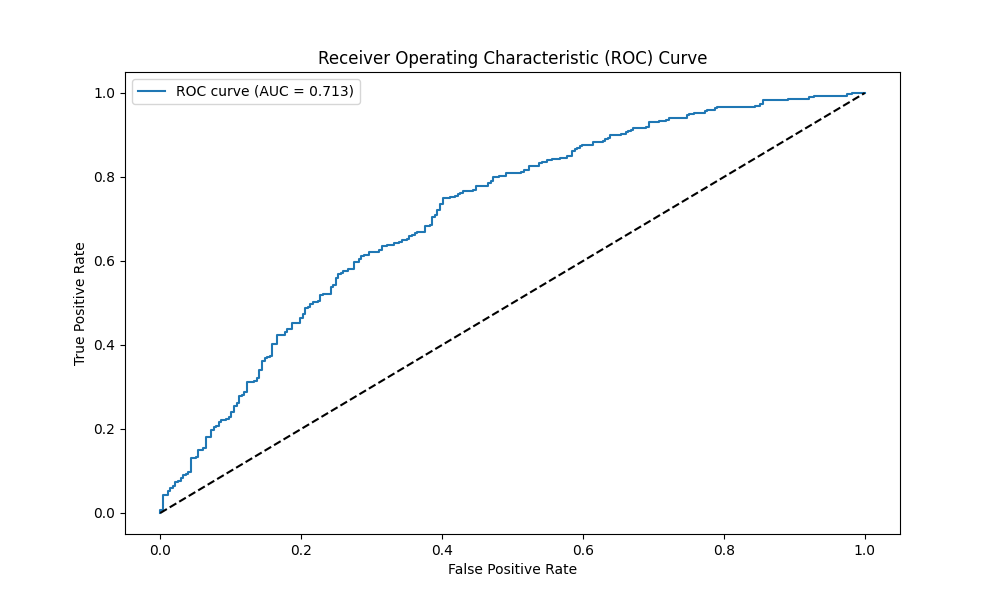 Receiver Operating Characteristic (ROC) Curve
ROC curve (AUC = 0.713)
1.0
0.8
0.6
0.4
0.2
0.0
True Positive Rate
0.0 0.2 0.4 0.6 0.8 1.0
False Positive Rate